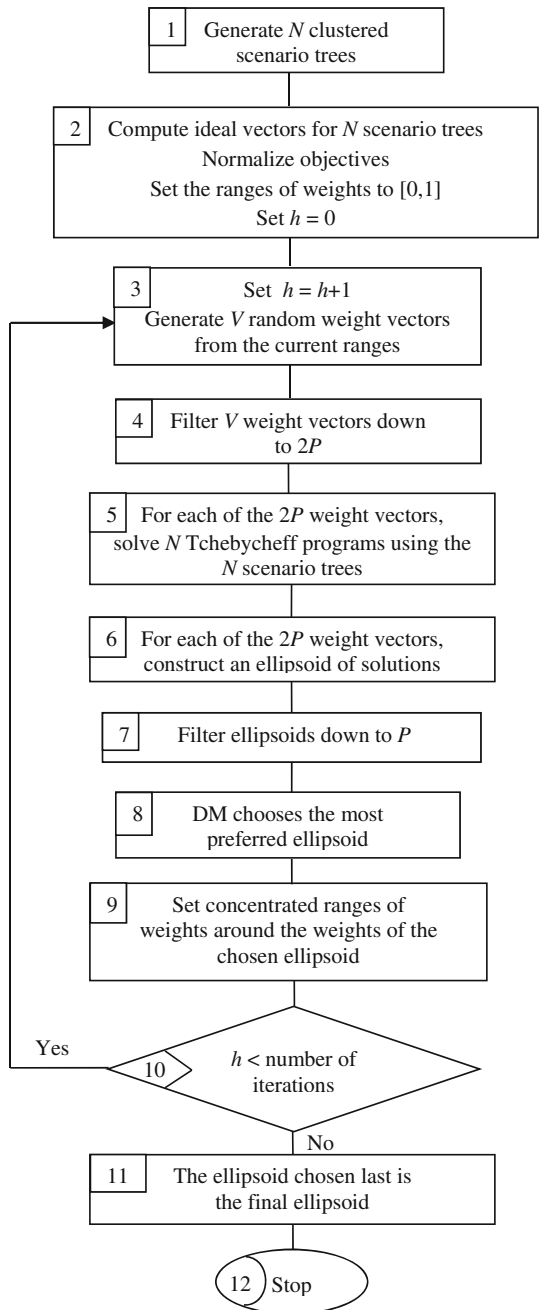 1
Generate N clustered
scenario trees
2
Compute ideal vectors for N scenario trees
Normalize objectives
Set the ranges of weights to [0,1]
Set h = 0
3
Set h = h+1
Generate V random weight vectors
from the current ranges
4
Filter V weight vectors down
to 2P
5
For each of the 2P weight vectors,
solve N Tchebycheff programs using the
N scenario trees
6
For each of the 2P weight vectors,
construct an ellipsoid of solutions
7
Filter ellipsoids down to P
8
DM chooses the most
preferred ellipsoid
9
Set concentrated ranges of
weights around the weights of the
chosen ellipsoid
Yes
10
h < number of
iterations
No
11
The ellipsoid chosen last is
the final ellipsoid
12 Stop